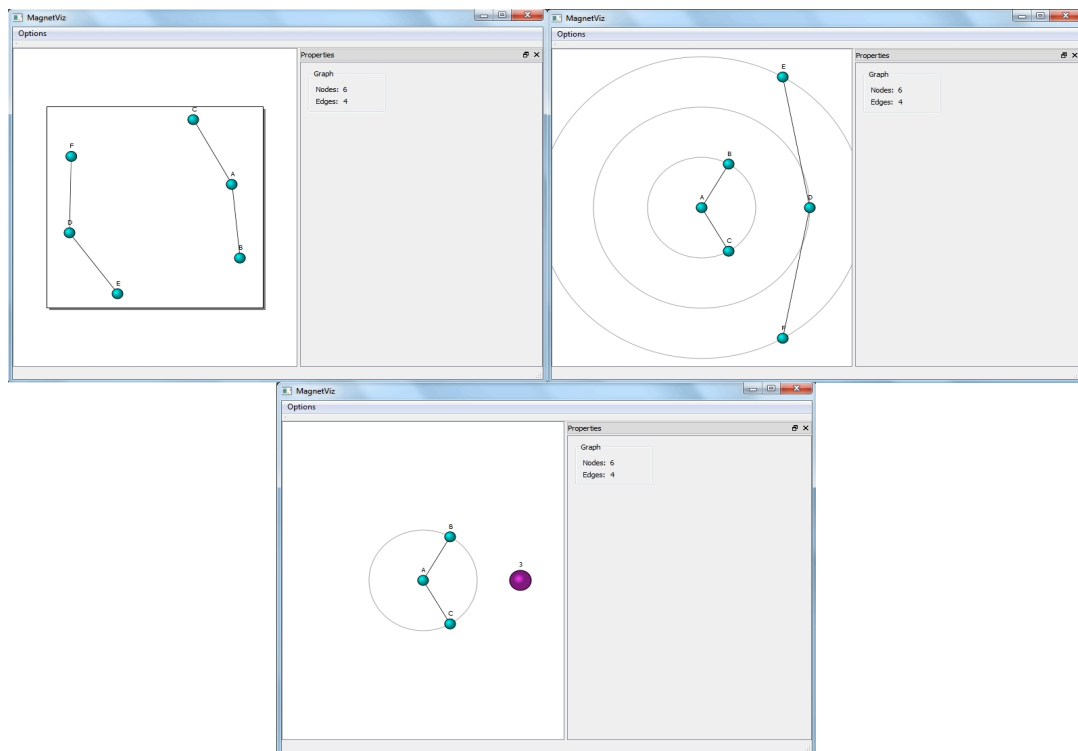 MagnetViz
Options
Properties
Graph
Nodes: 6
Edges: 4
C
F
A
D
B
E
MagnetViz
Options
Properties
Graph
Nodes: 6
Edges: 4
E
B
A
D
C
F
MagnetViz
Options
Properties
Graph
Nodes: 6
Edges: 4
B
A
3
C